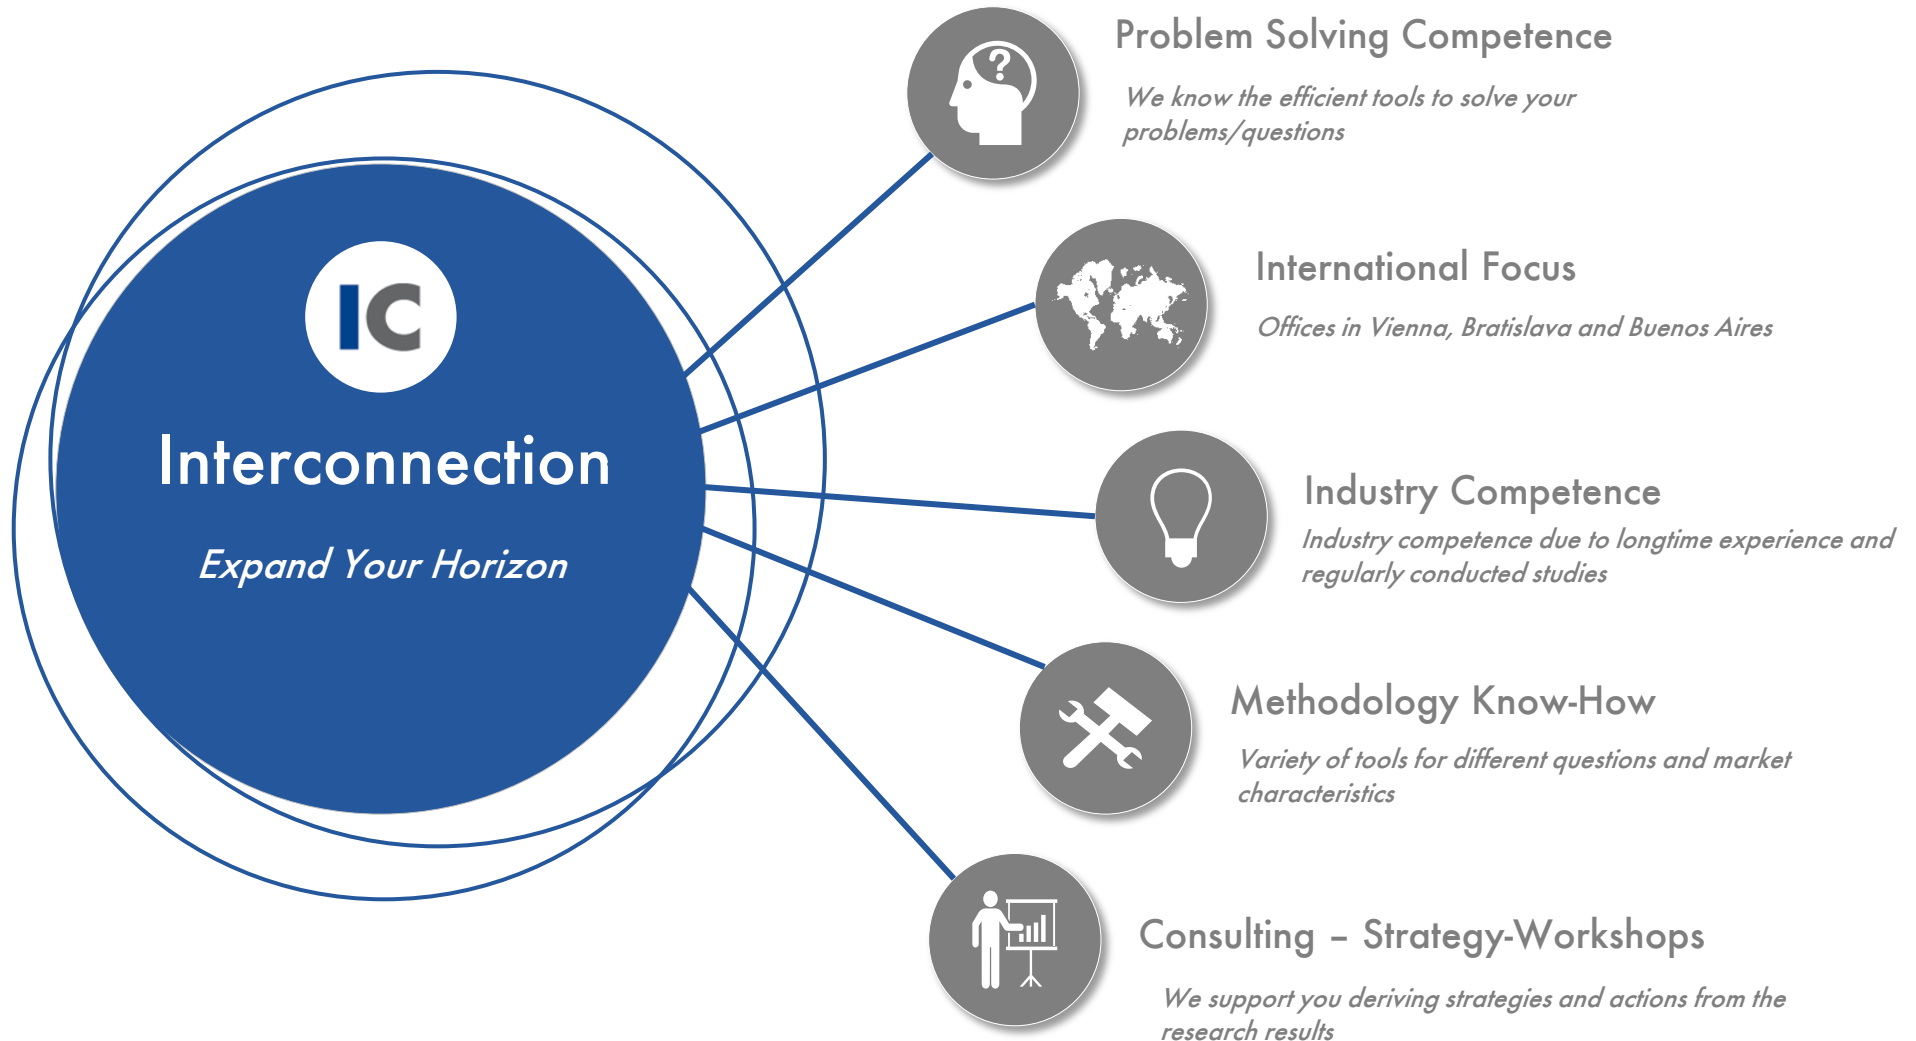 IC
Interconnection
Expand Your Horizon
?
Problem Solving Competence
We know the efficient tools to solve your
problems/questions
International Focus
Offices in Vienna, Bratislava and Buenos Aires
Industry Competence
Industry competence due to longtime experience and
regularly conducted studies
Methodology Know-How
Variety of tools for different questions and market
characteristics
Consulting – Strategy-Workshops
We support you deriving strategies and actions from the
research results